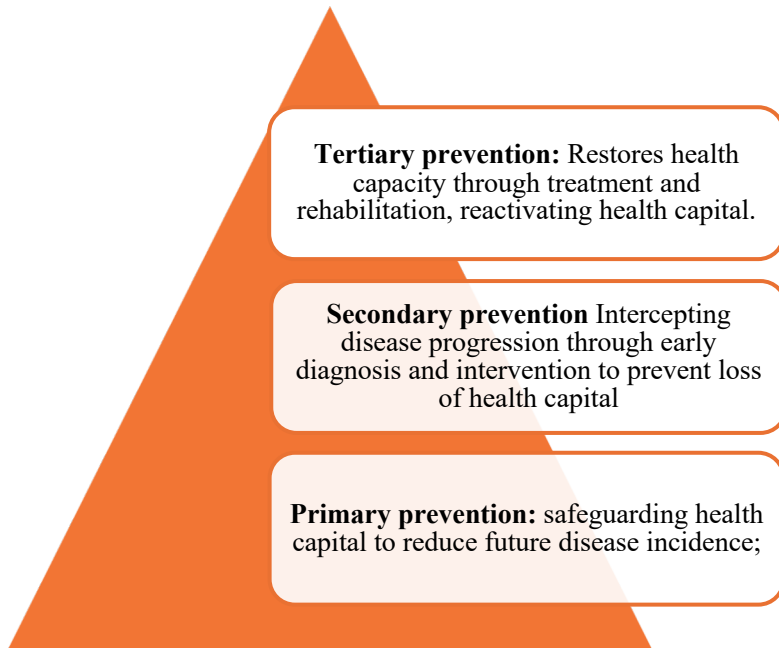 Tertiary prevention: Restores health
capacity through treatment and
rehabilitation, reactivating health capital.
Secondary prevention Intercepting
disease progression through early
diagnosis and intervention to prevent loss
of health capital
Primary prevention: safeguarding health
capital to reduce future disease incidence;